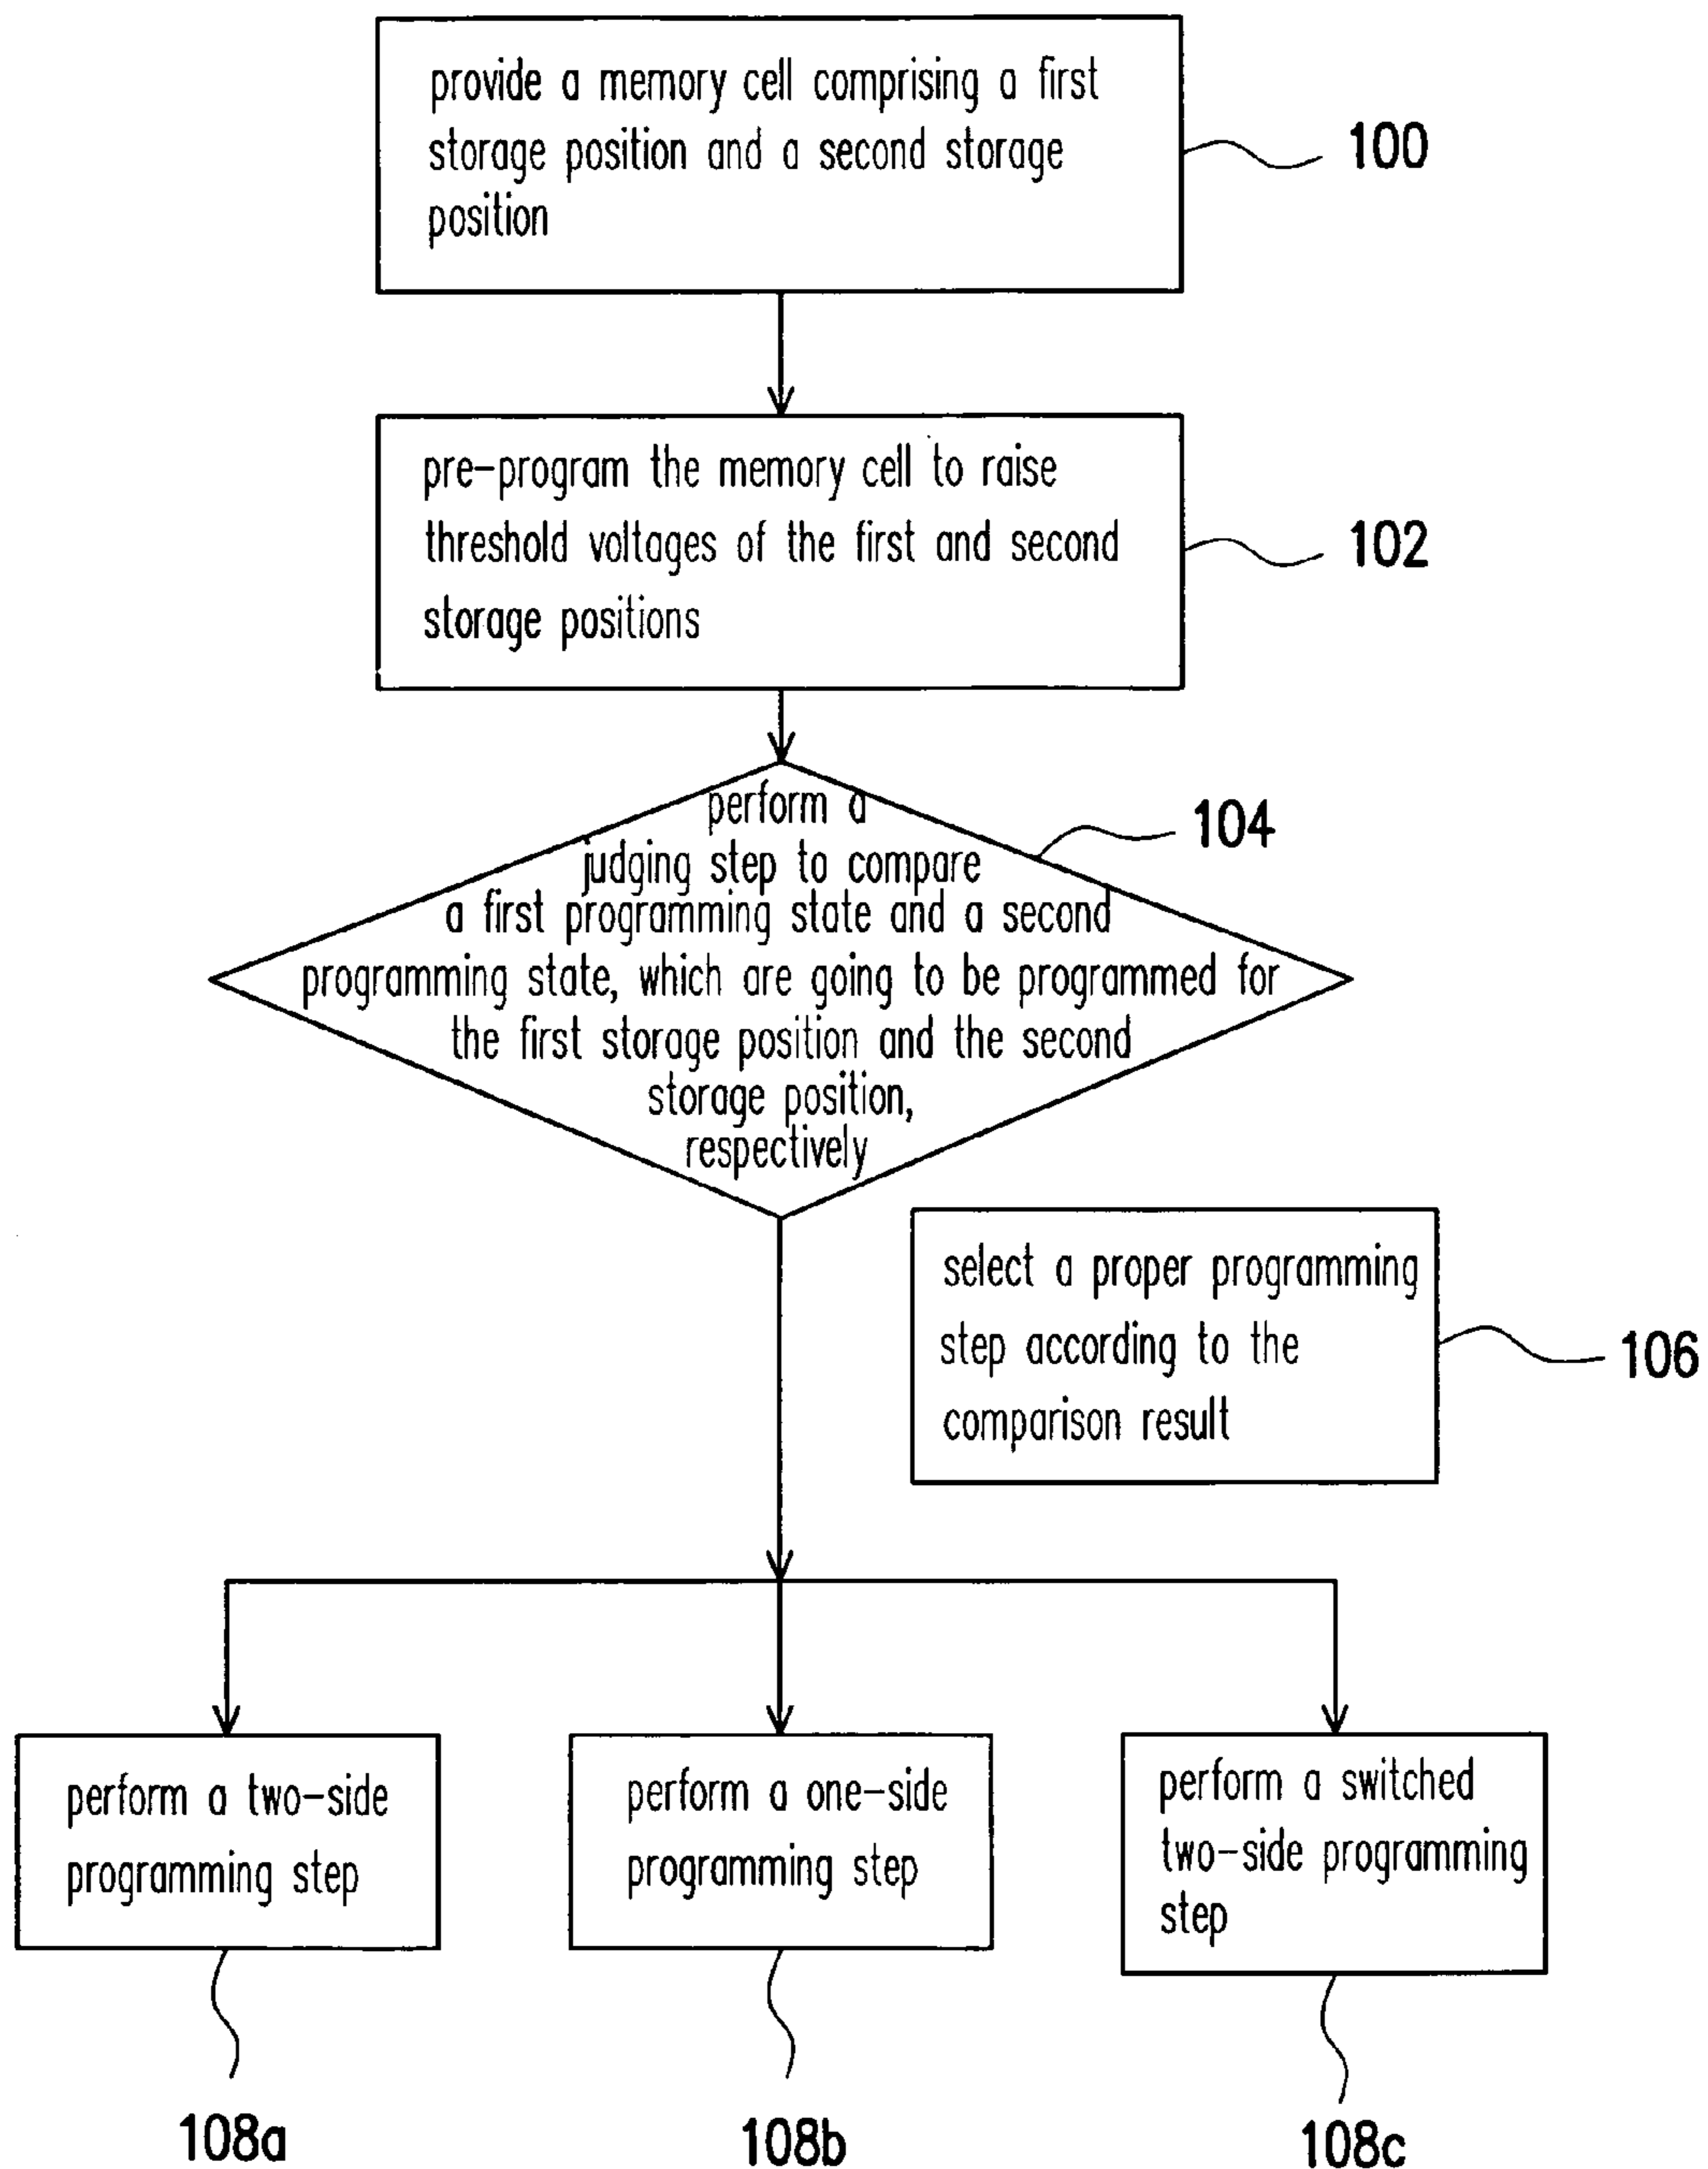 provide a memory cell comprising a first
storage position and a second storage
position
100
pre-program the memory cell to raise
threshold voltages of the first and second
storage positions
102
perform a
judging step to compare
a first programming state and a second
programming state, which are going to be programmed for
the first storage position and the second
storage position,
respectively
104
select a proper programming
step according to the
comparison result
106
perform a two-side
programming step
108a
perform a one-side
programming step
108b
perform a switched
two-side programming
step
108c